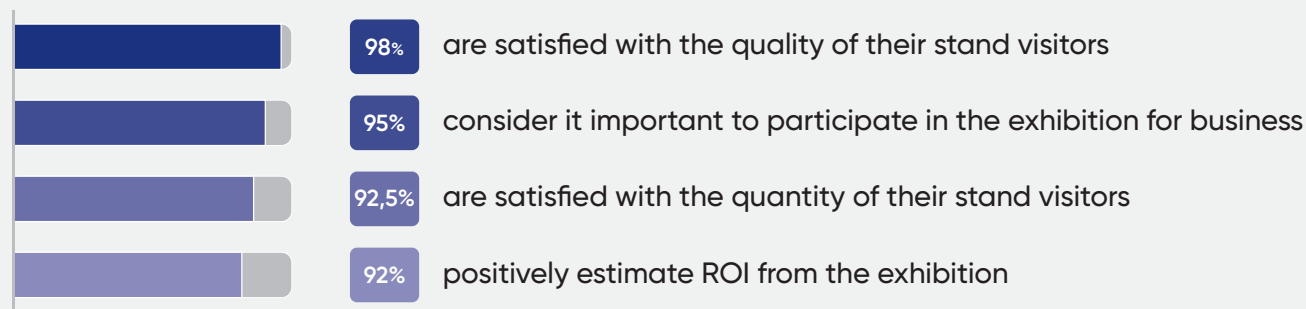 98% are satisfied with the quality of their stand visitors
95% consider it important to participate in the exhibition for business
92,5% are satisfied with the quantity of their stand visitors
92% positively estimate ROI from the exhibition